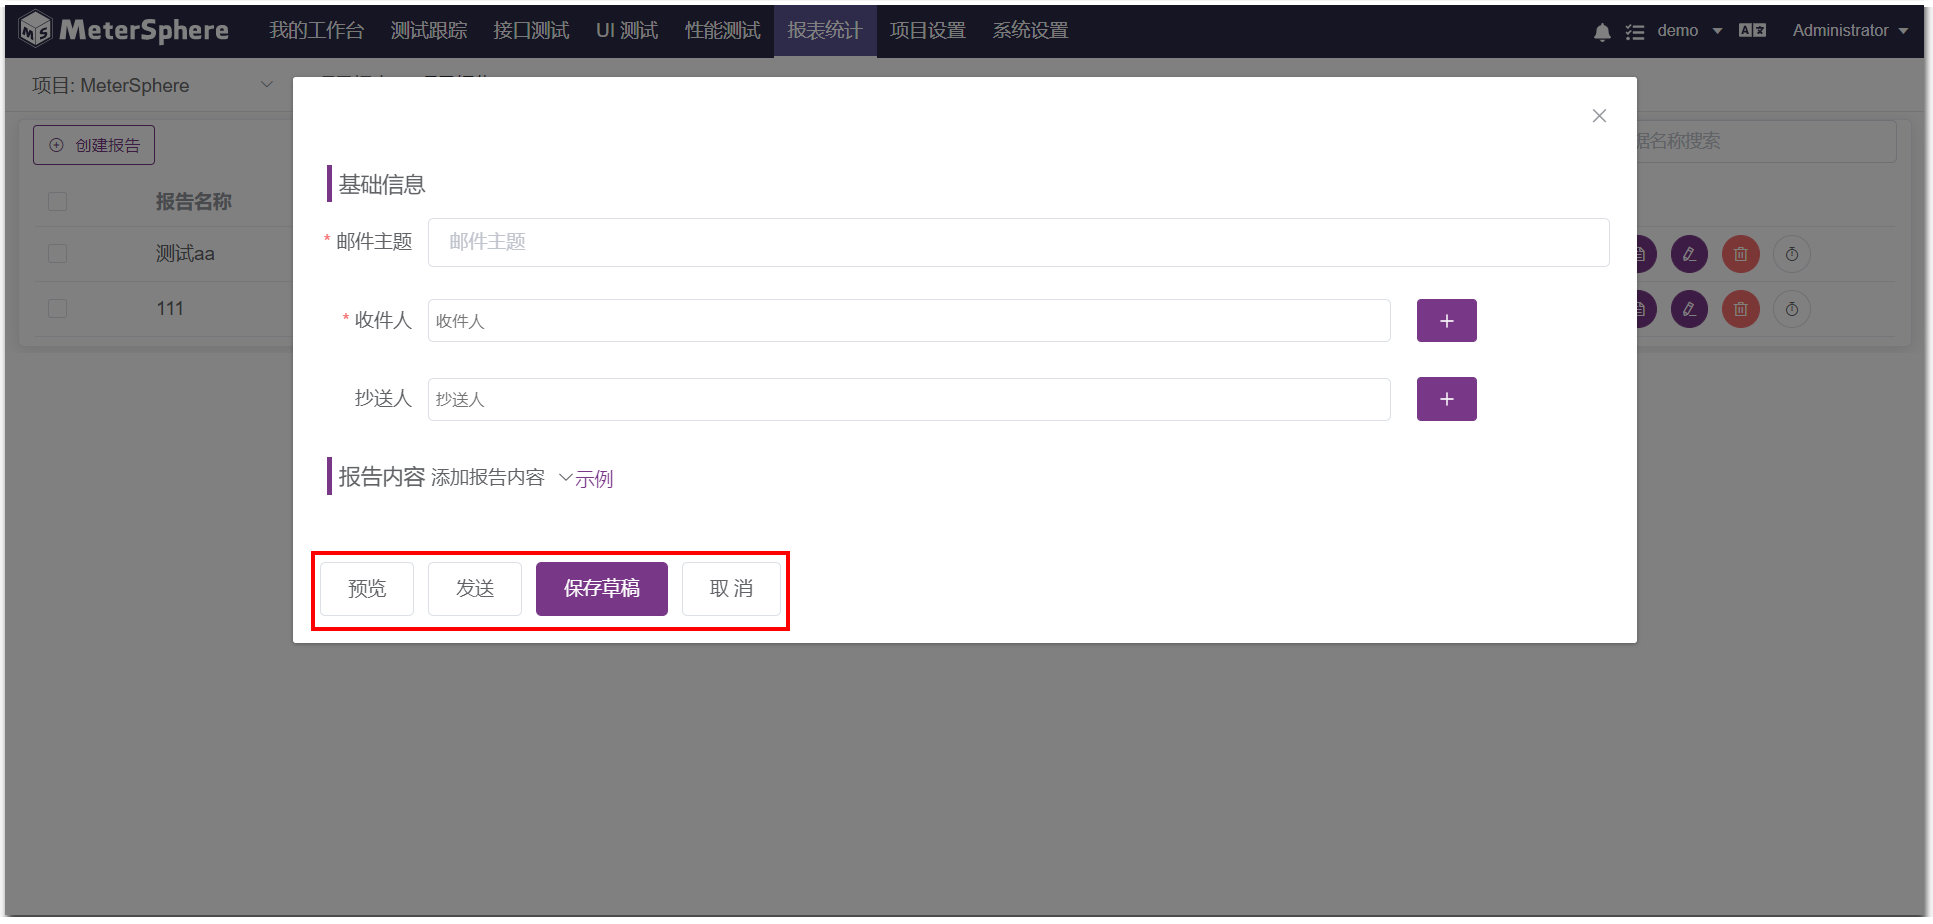 MeterSphere 我的工作台 测试跟踪 接口测试 UI 测试 性能测试 报表统计 项目设置 系统设置 demo Administrator
项目: MeterSphere
创建报告
据名称搜索
报告名称
测试aa
111
基础信息
* 邮件主题 邮件主题
* 收件人 收件人 +
抄送人 抄送人 +
报告内容 添加报告内容 示例
预览 发送 保存草稿 取 消